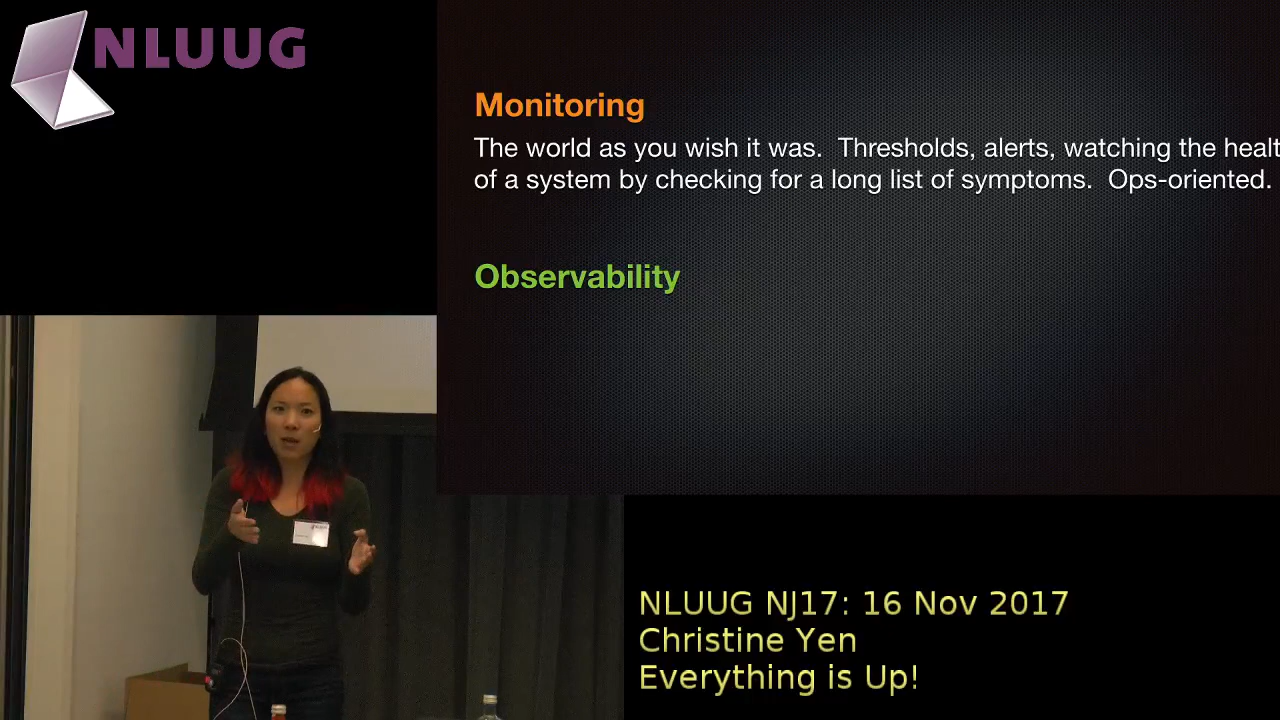 NLUUG
Monitoring
The world as you wish it was. Thresholds, alerts, watching the healt
of a system by checking for a long list of symptoms. Ops-oriented.
Observability
NLUUG NJ17: 16 Nov 2017
Christine Yen
Everything is Up!